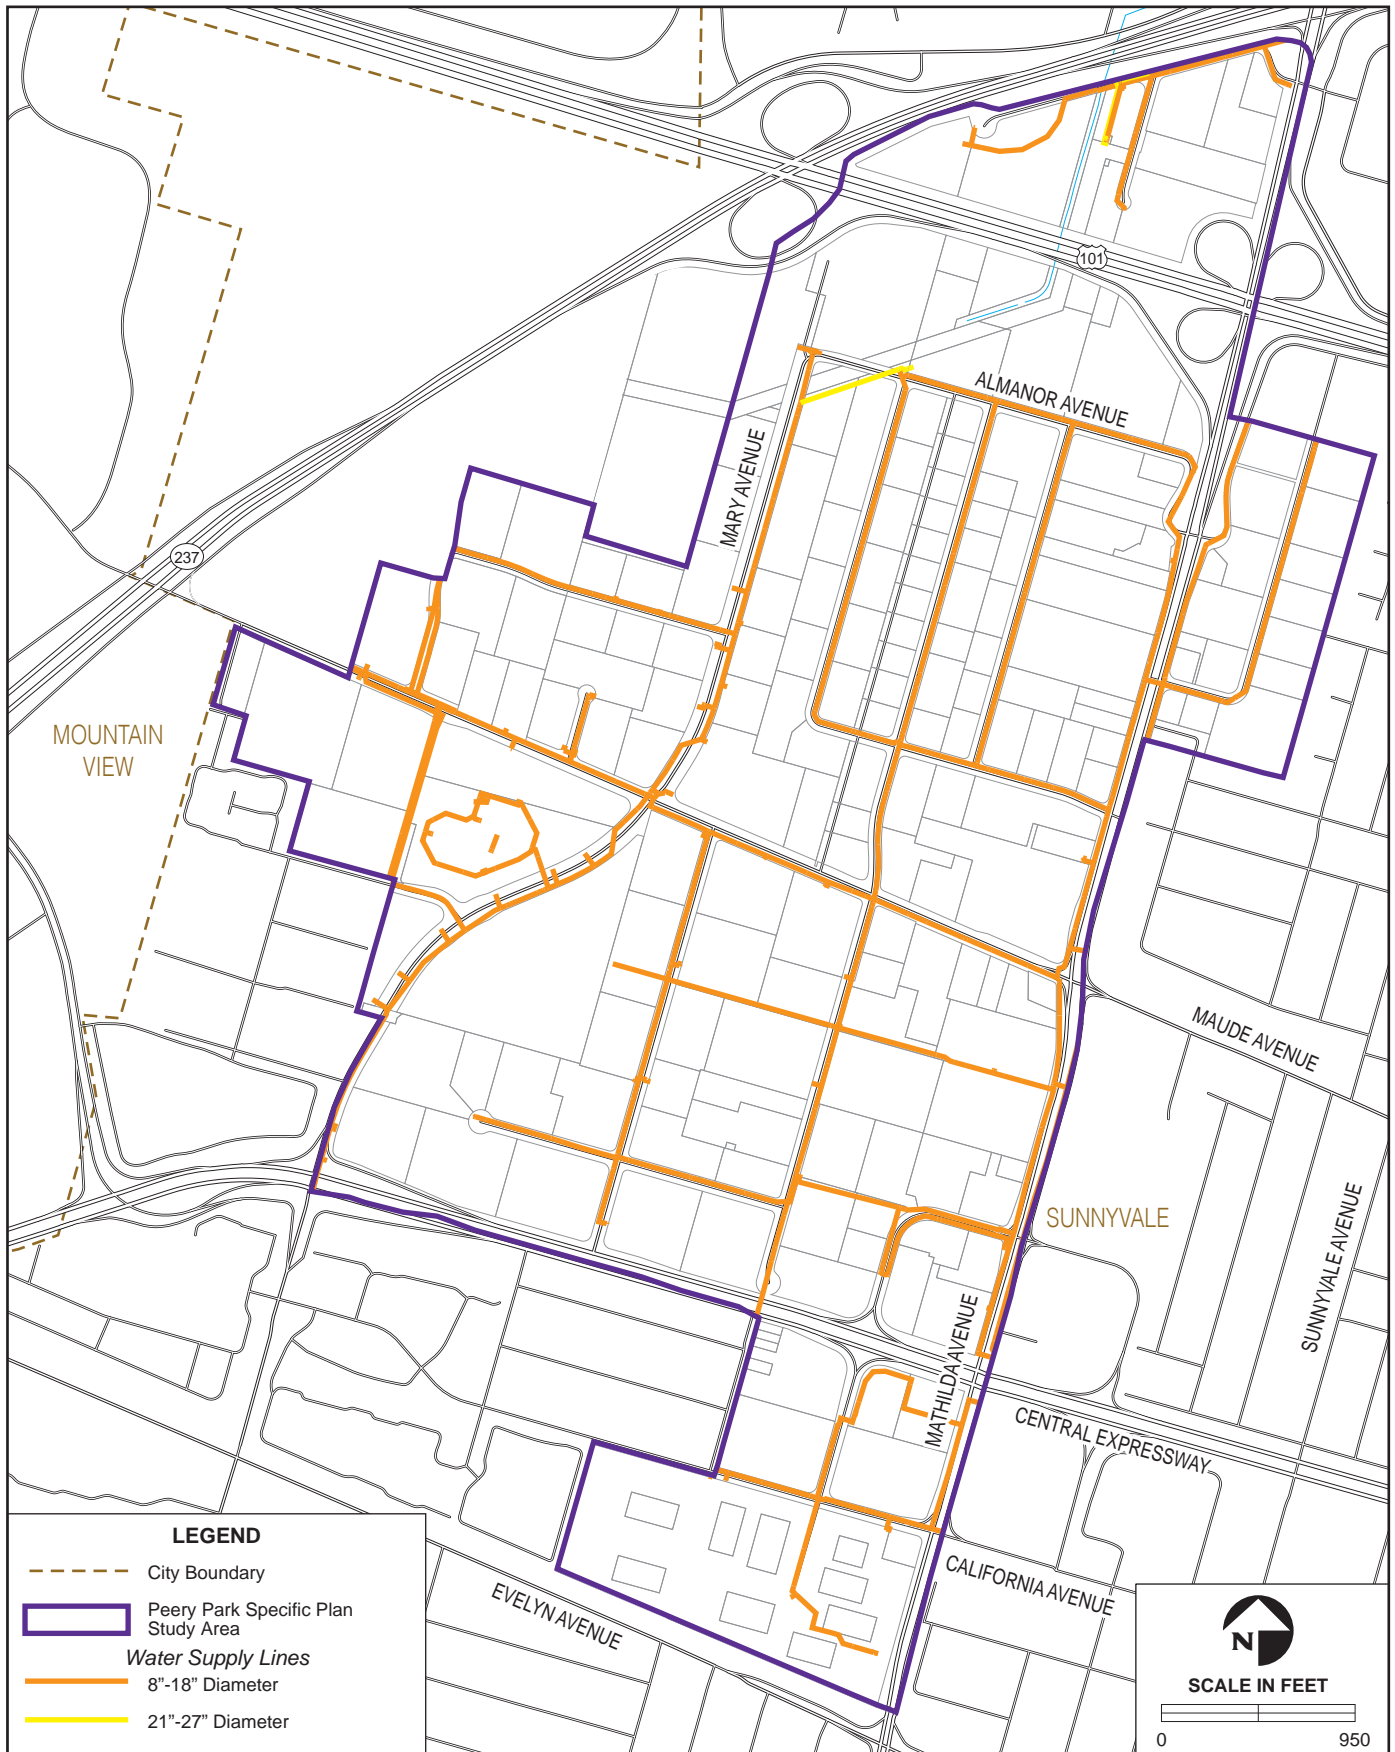 101
ALMANOR AVENUE
MARY AVENUE
237
MOUNTAIN
VIEW
MAUDE AVENUE
SUNNYVALE
SUNNYVALE AVENUE
MATHILDA AVENUE
CENTRAL EXPRESSWAY
CALIFORNIA AVENUE
EVELYN AVENUE
LEGEND
City Boundary
Peery Park Specific Plan
Study Area
Water Supply Lines
8”-18” Diameter
21”-27” Diameter
N
SCALE IN FEET
0 950